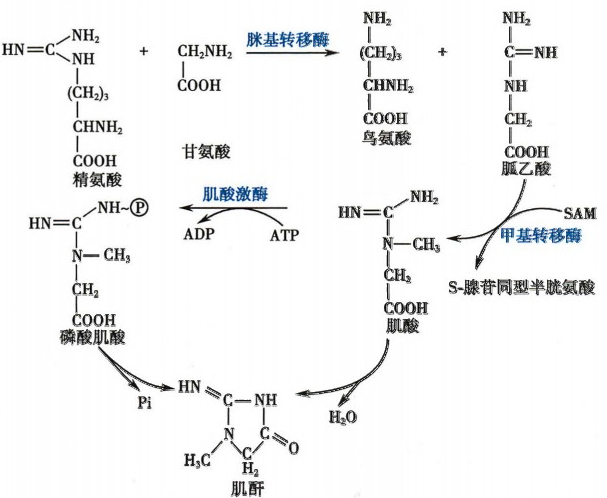 NH₂
HN=C
NH
(CH₂)₃
CHNH₂
COOH
精氨酸
+
CH₂NH₂
COOH
甘氨酸
脒基转移酶
NH₂
(CH₂)₃
CHNH₂
COOH
鸟氨酸
+
NH₂
C=NH
NH
CH₂
COOH
胍乙酸
SAM
甲基转移酶
S-腺苷同型半胱氨酸
NH₂
HN=C
N-CH₃
CH₂
COOH
肌酸
肌酸激酶
ADP
ATP
NH~P
HN=C
N-CH₃
CH₂
COOH
磷酸肌酸
Pi
H₂O
HN
C-NH
N
C
O
H₃C
C
H₂
肌酐